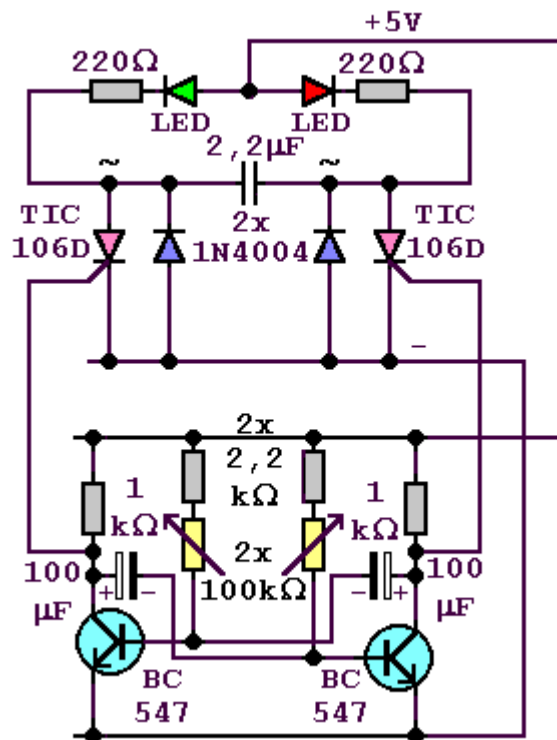 +5V
220Ω 220Ω
LED LED
2,2µF
~ ~
TIC 2x TIC
106D 1N4004 106D
-
2x
2,2
kΩ
1 1
kΩ kΩ
2x
100kΩ
100 100
+ - - +
µF µF
BC BC
547 547